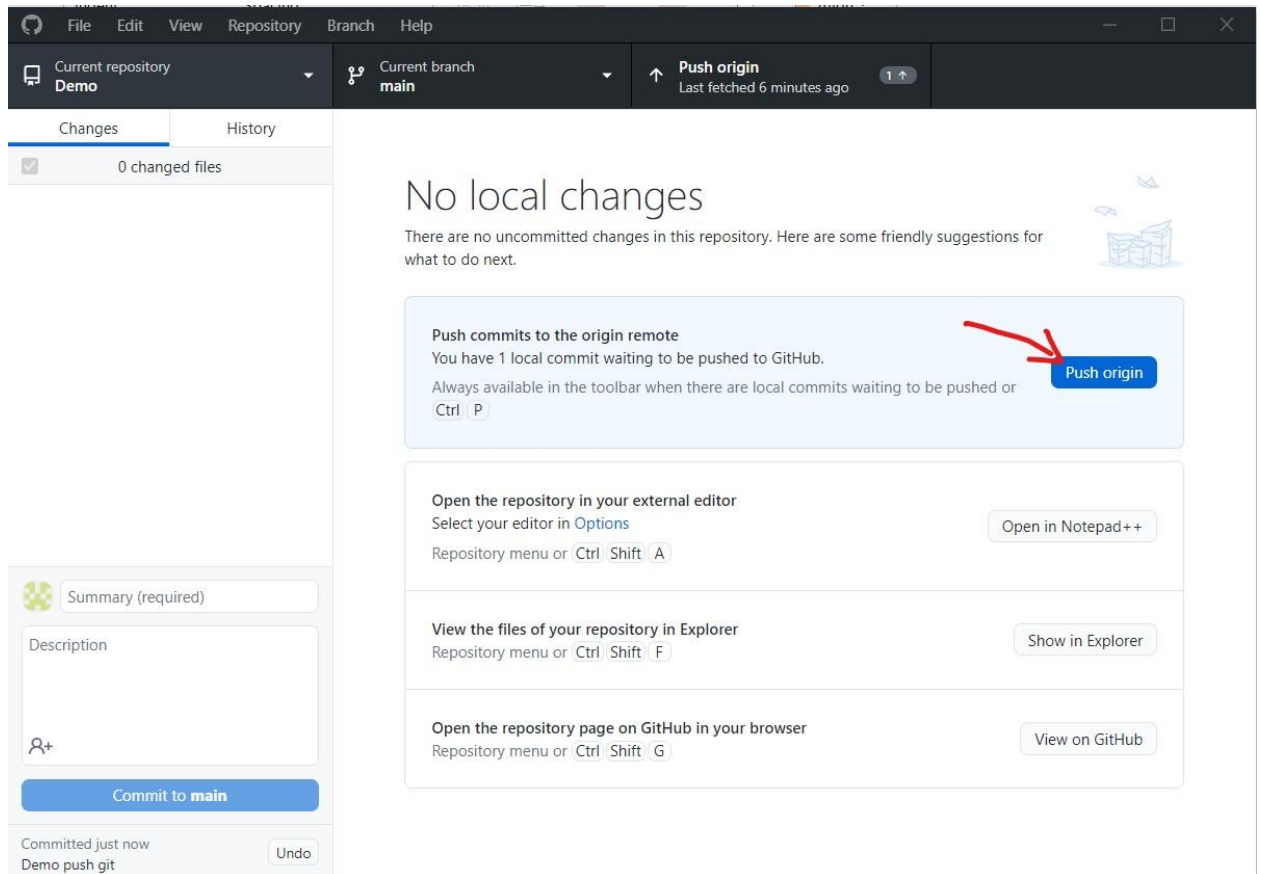 File Edit View Repository Branch Help
Current repository
Demo
Current branch
main
Push origin
Last fetched 6 minutes ago
1
Changes History
0 changed files
No local changes
There are no uncommitted changes in this repository. Here are some friendly suggestions for
what to do next.
Push commits to the origin remote
You have 1 local commit waiting to be pushed to GitHub.
Always available in the toolbar when there are local commits waiting to be pushed or
Ctrl P
Push origin
Open the repository in your external editor
Select your editor in Options
Repository menu or Ctrl Shift A
Open in Notepad++
View the files of your repository in Explorer
Repository menu or Ctrl Shift F
Show in Explorer
Open the repository page on GitHub in your browser
Repository menu or Ctrl Shift G
View on GitHub
Summary (required)
Description
Commit to main
Committed just now
Demo push git
Undo